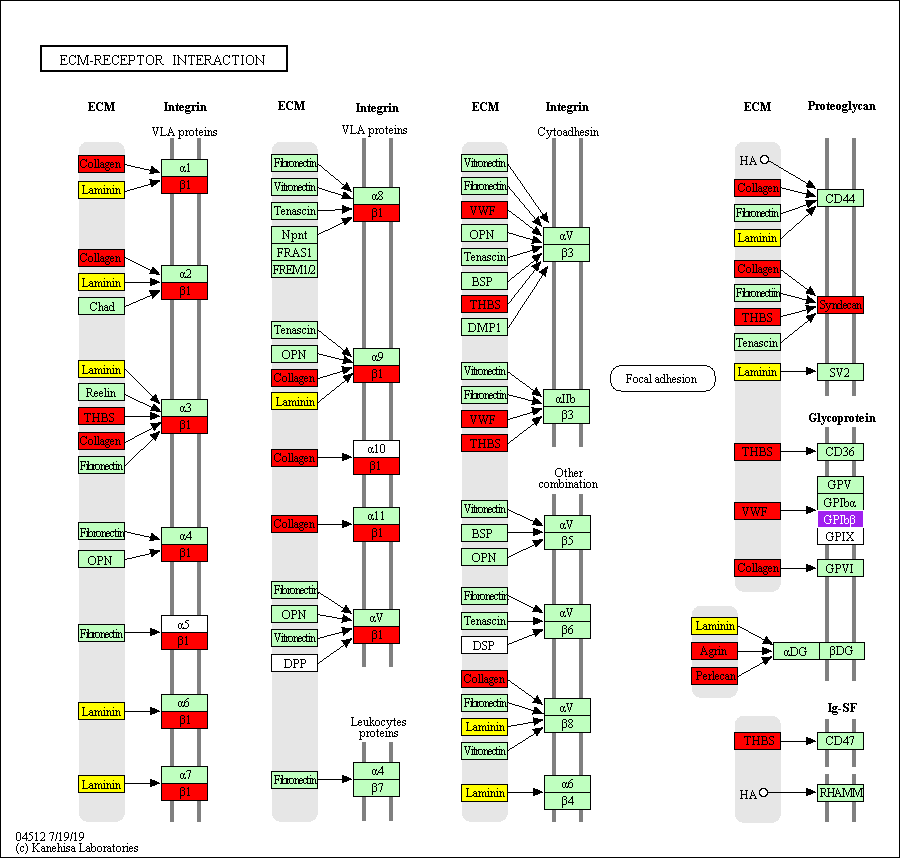 ECM-RECEPTOR INTERACTION
ECM
Integrin
VLA proteins
Collagen
Laminin
α1
β1
Collagen
Laminin
Chad
α2
β1
Laminin
Reelin
THBS
Collagen
Fibronectin
α3
β1
Fibronectin
OPN
α4
β1
Fibronectin
α5
β1
Laminin
α6
β1
Laminin
α7
β1
ECM
Integrin
VLA proteins
Fibronectin
Vitronectin
Tenascin
Npnt
FRAS1
FREM1/2
α8
β1
Tenascin
OPN
Collagen
Laminin
α9
β1
Collagen
α10
β1
Collagen
α11
β1
Fibronectin
OPN
Vitronectin
DPP
αV
β1
Leukocytes
proteins
Fibronectin
α4
β7
ECM
Integrin
Cytoadhesin
Vitronectin
Fibronectin
VWF
OPN
Tenascin
BSP
THBS
DMP1
αV
β3
Vitronectin
Fibronectin
VWF
THBS
αIIb
β3
Other
combination
Vitronectin
BSP
OPN
αV
β5
Fibronectin
Tenascin
DSP
αV
β6
Collagen
Fibronectin
Laminin
Vitronectin
αV
β8
Laminin
α6
β4
Focal adhesion
ECM
Proteoglycan
HA
Collagen
Fibronectin
Laminin
CD44
Collagen
Fibronectin
THBS
Tenascin
Syndecan
Laminin
SV2
Glycoprotein
THBS
CD36
VWF
GPV
GPIbα
GPIbβ
GPIX
Collagen
GPVI
Laminin
Agrin
Perlecan
αDG
βDG
Ig-SF
THBS
CD47
HA
RHAMM
04512 7/19/19
(c) Kanehisa Laboratories